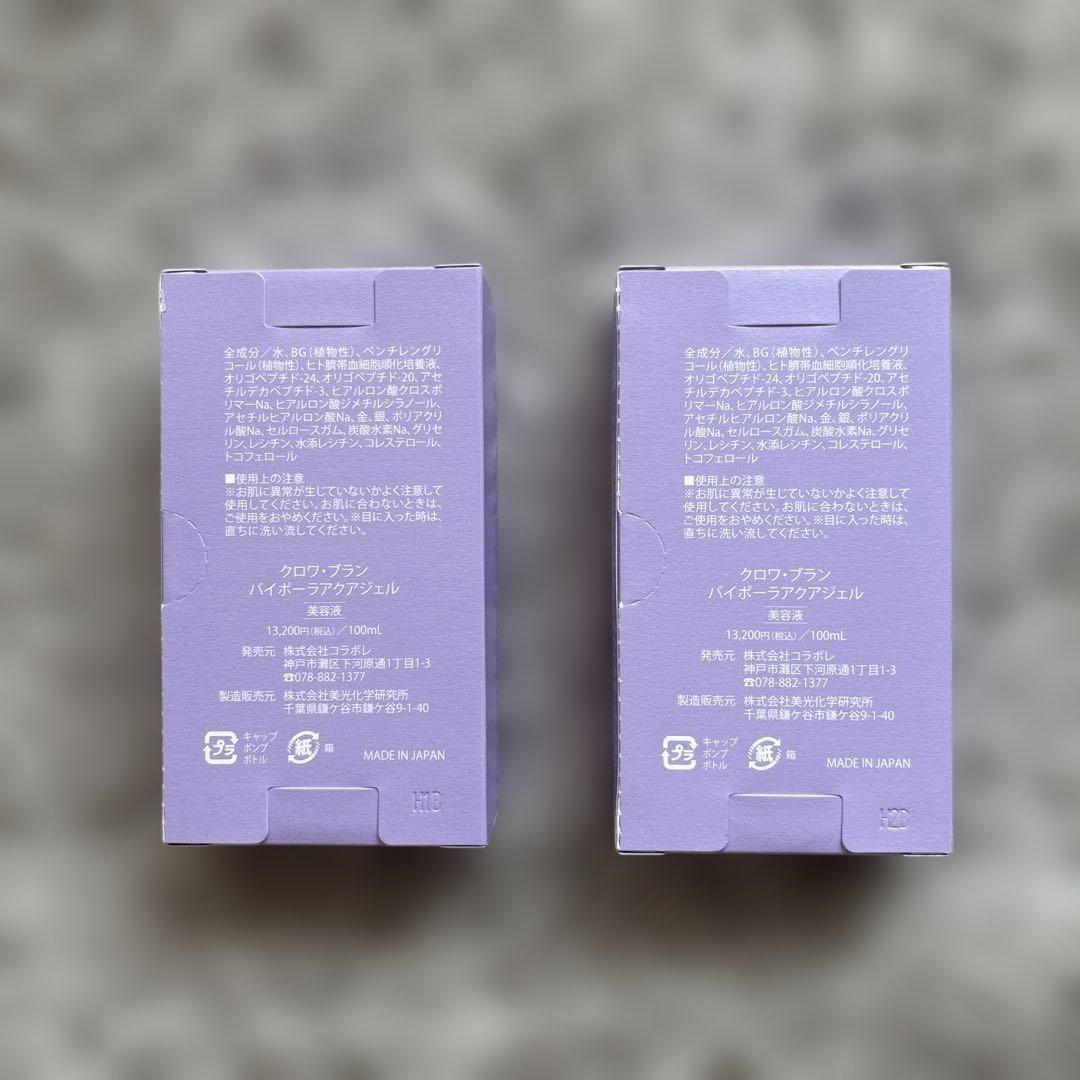 全成分／水、BG（植物性）、ペンチレングリ
コール（植物性）、ヒト臍帯血細胞順化培養液、
オリゴペプチド-24、オリゴペプチド-20、アセ
チルデカペプチド-3、ヒアルロン酸クロスポ
リマーNa、ヒアルロン酸ジメチルシラノール、
アセチルヒアルロン酸Na、金、銀、ポリアクリ
ル酸Na、セルロースガム、炭酸水素Na、グリセ
リン、レシチン、水添レシチン、コレステロール、
トコフェロール
■使用上の注意
※お肌に異常が生じていないかよく注意して
使用してください。お肌に合わないときは、
ご使用をおやめください。※目に入った時は、
直ちに洗い流してください。
クロワ・ブラン
バイポーラアクアジェル
美容液
13,200円（税込）／100mL
発売元 株式会社コラボレ
神戸市灘区下河原通1丁目1-3
☎078-882-1377
製造販売元 株式会社美光化学研究所
千葉県鎌ケ谷市鎌ケ谷9-1-40
プラ キャップ
ポンプ
ボトル
紙 箱
MADE IN JAPAN
H1B
全成分／水、BG（植物性）、ペンチレングリ
コール（植物性）、ヒト臍帯血細胞順化培養液、
オリゴペプチド-24、オリゴペプチド-20、アセ
チルデカペプチド-3、ヒアルロン酸クロスポ
リマーNa、ヒアルロン酸ジメチルシラノール、
アセチルヒアルロン酸Na、金、銀、ポリアクリ
ル酸Na、セルロースガム、炭酸水素Na、グリセ
リン、レシチン、水添レシチン、コレステロール、
トコフェロール
■使用上の注意
※お肌に異常が生じていないかよく注意して
使用してください。お肌に合わないときは、
ご使用をおやめください。※目に入った時は、
直ちに洗い流してください。
クロワ・ブラン
バイポーラアクアジェル
美容液
13,200円（税込）／100mL
発売元 株式会社コラボレ
神戸市灘区下河原通1丁目1-3
☎078-882-1377
製造販売元 株式会社美光化学研究所
千葉県鎌ケ谷市鎌ケ谷9-1-40
プラ キャップ
ポンプ
ボトル
紙 箱
MADE IN JAPAN
H2B